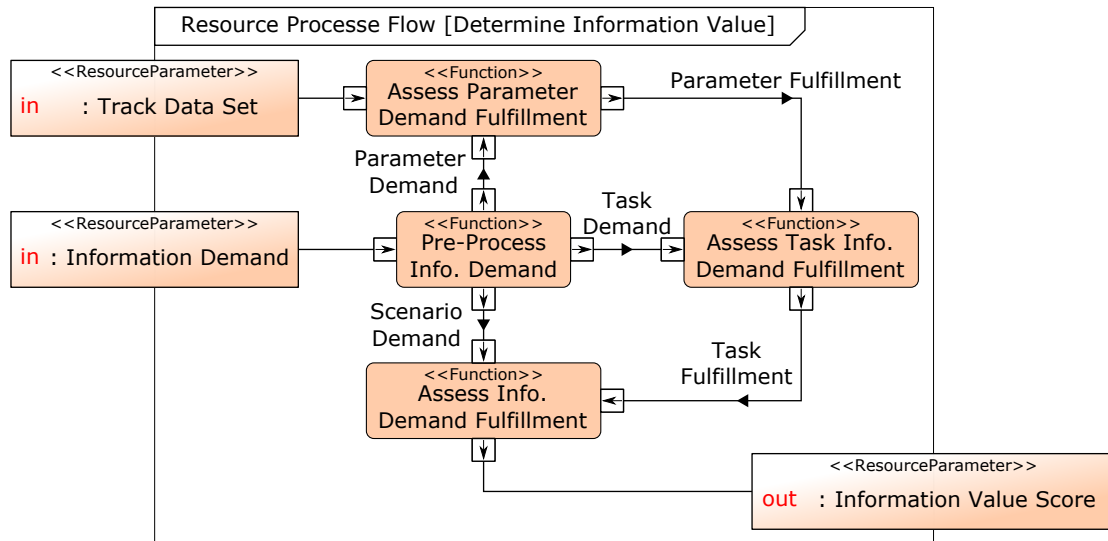 Resource Processe Flow [Determine Information Value]
<<ResourceParameter>>
in : Track Data Set
<<Function>>
Assess Parameter
Demand Fulfillment
Parameter Fulfillment
Parameter
Demand
<<ResourceParameter>>
in : Information Demand
<<Function>>
Pre-Process
Info. Demand
Task
Demand
<<Function>>
Assess Task Info.
Demand Fulfillment
Scenario
Demand
<<Function>>
Assess Info.
Demand Fulfillment
Task
Fulfillment
<<ResourceParameter>>
out : Information Value Score